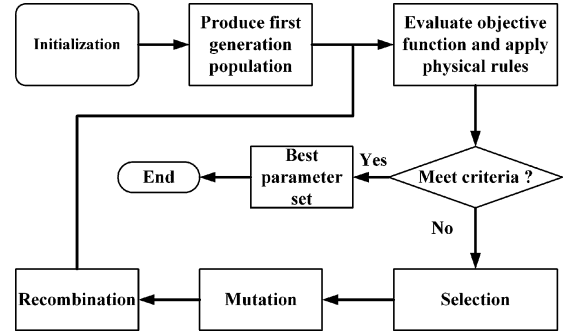 Initialization
Produce first
generation
population
Evaluate objective
function and apply
physical rules
End
Best
parameter
set
Yes
Meet criteria ?
No
Recombination
Mutation
Selection